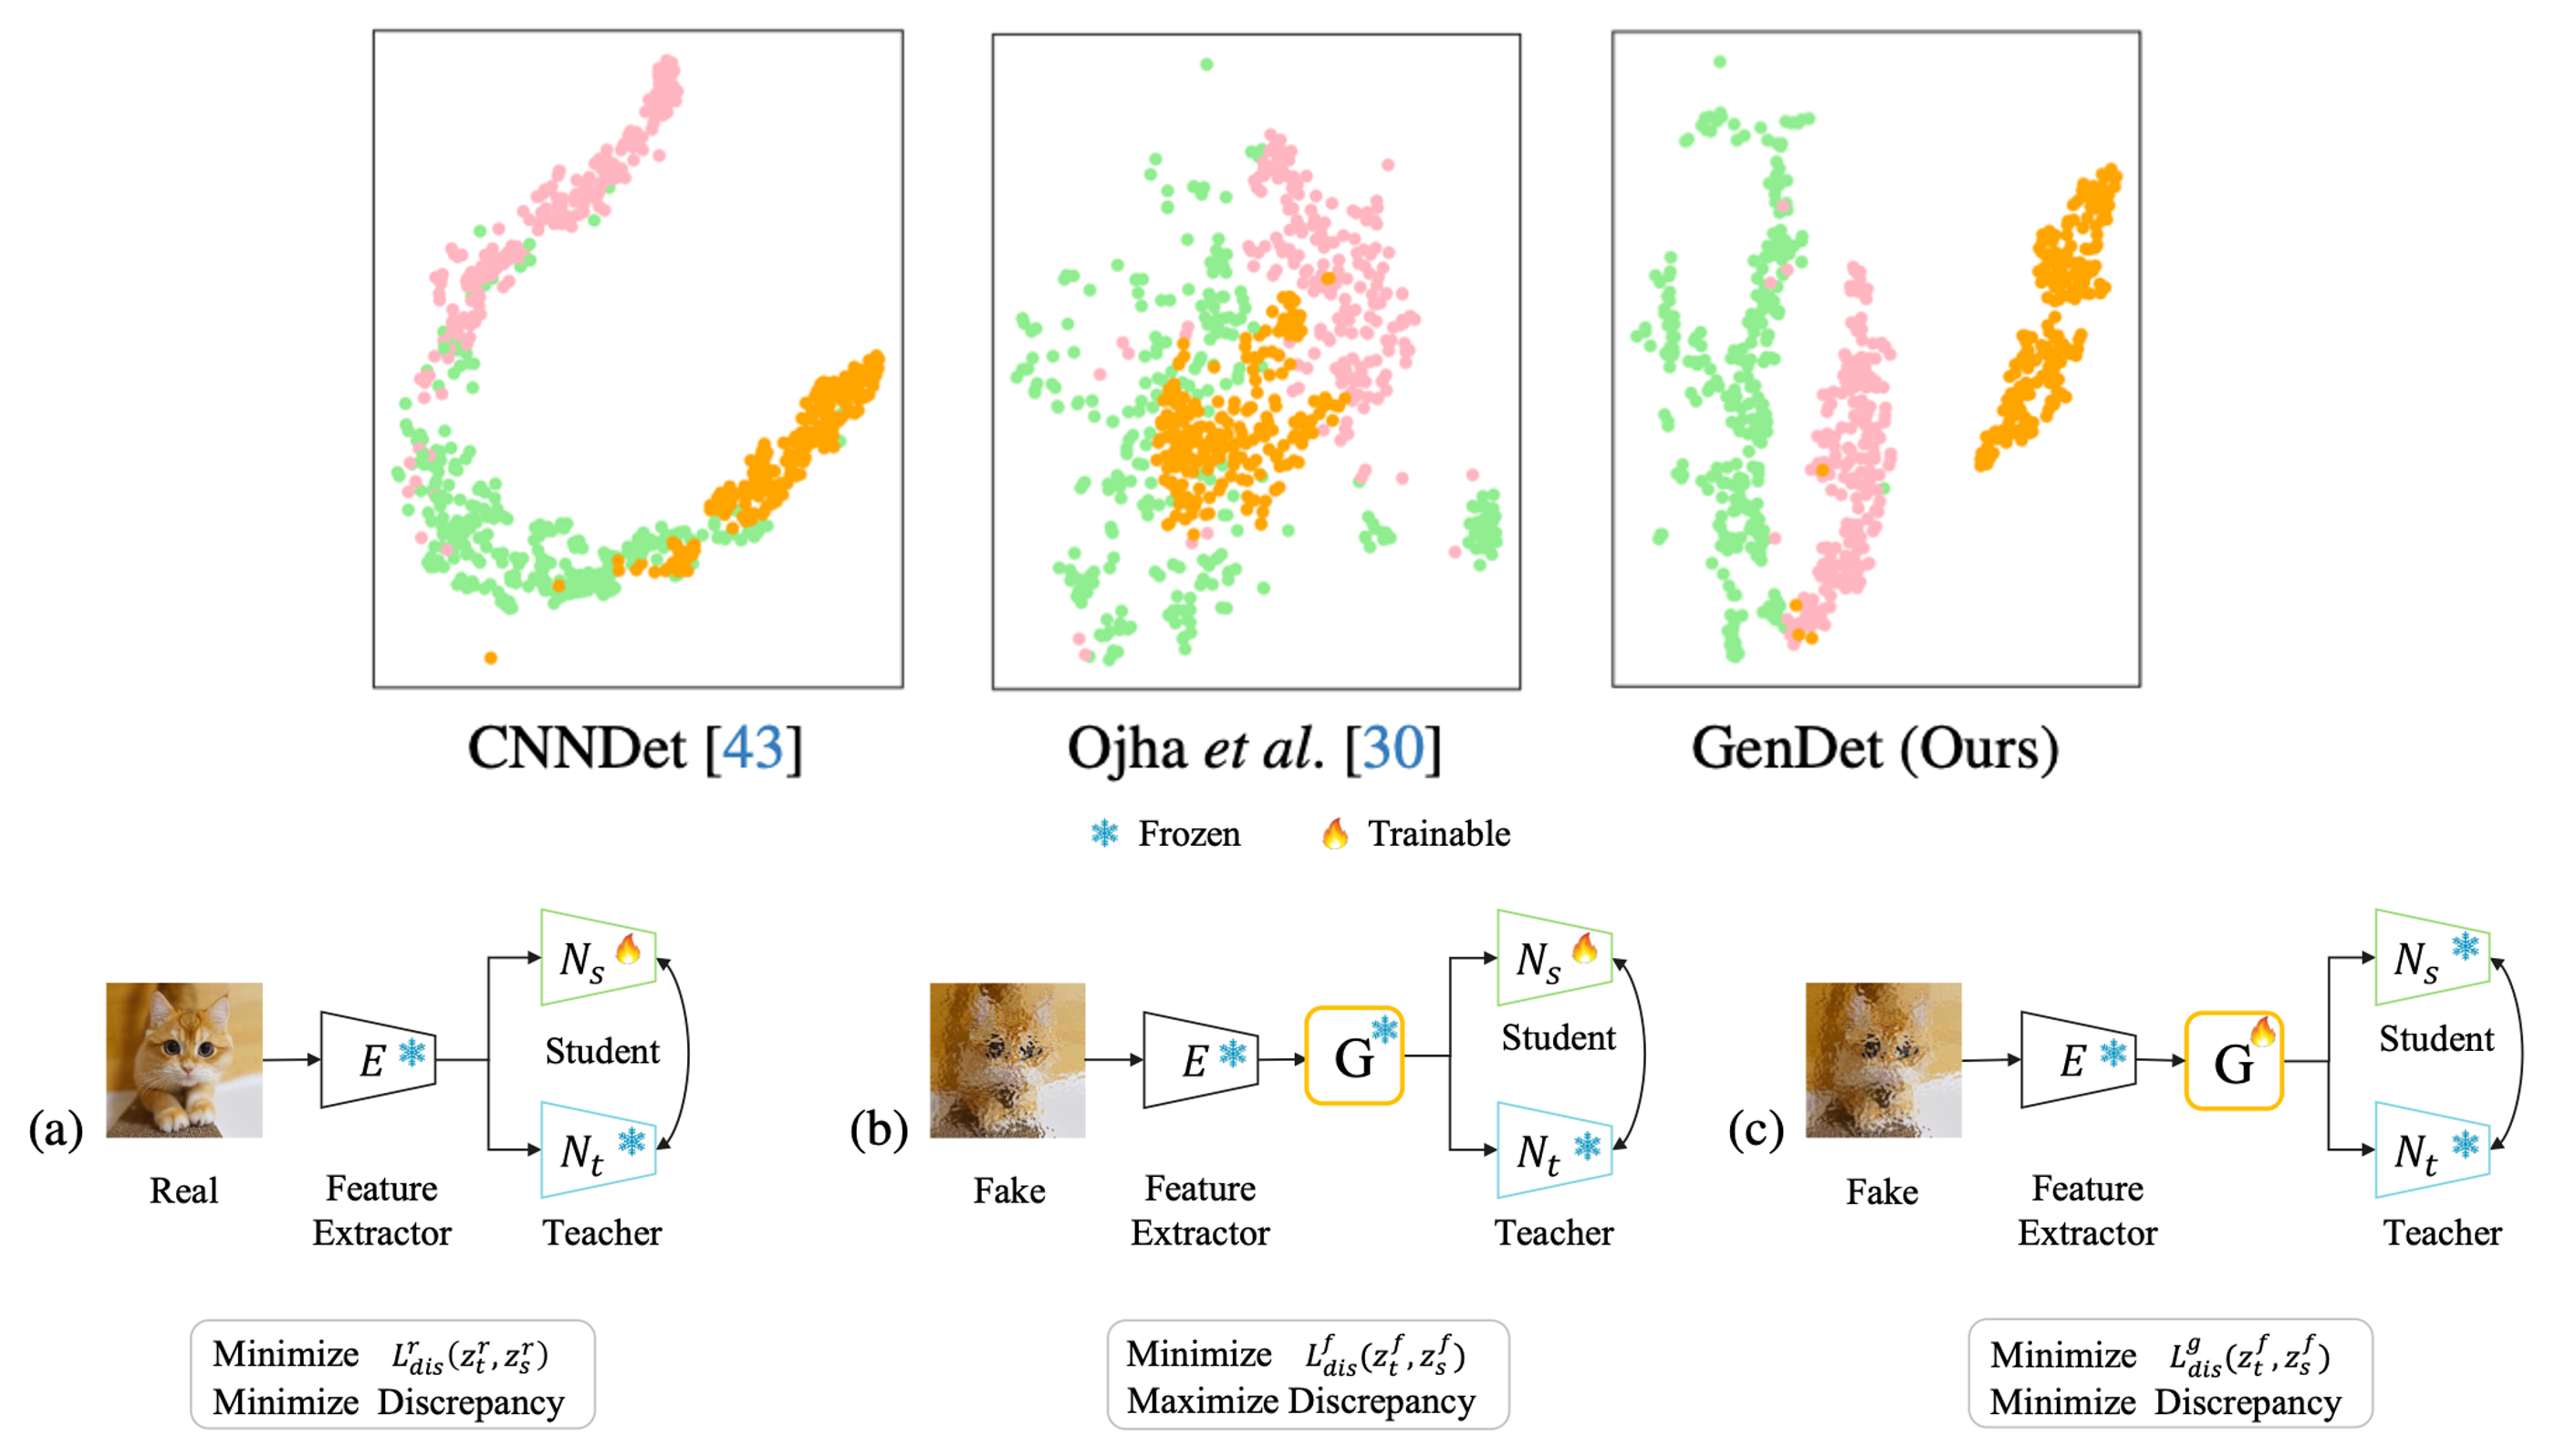 CNNDet [43]
Ojha et al. [30]
GenDet (Ours)
Frozen
Trainable
(a)
Real
E
Feature
Extractor
N_s
Student
N_t
Teacher
Minimize L^r_{dis}(z^r_t, z^r_s)
Minimize Discrepancy
(b)
Fake
E
Feature
Extractor
G
N_s
Student
N_t
Teacher
Minimize L^f_{dis}(z^f_t, z^f_s)
Maximize Discrepancy
(c)
Fake
E
Feature
Extractor
G
N_s
Student
N_t
Teacher
Minimize L^g_{dis}(z^f_t, z^f_s)
Minimize Discrepancy